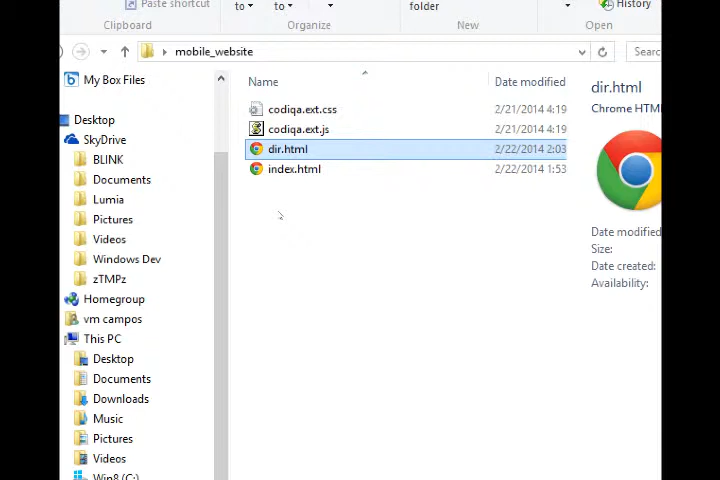 Paste shortcut
to
to
folder
History
Clipboard
Organize
New
Open
mobile_website
Searc
My Box Files
Name
Date modified
dir.html
Chrome HTM
codiqa.ext.css
2/21/2014 4:19
codiqa.ext.js
2/21/2014 4:19
dir.html
2/22/2014 2:03
index.html
2/22/2014 1:53
Desktop
SkyDrive
BLINK
Documents
Lumia
Pictures
Videos
Windows Dev
zTMPz
Homegroup
vm campos
This PC
Desktop
Documents
Downloads
Music
Pictures
Videos
Win8 (C:)
Date modified
Size:
Date created:
Availability: